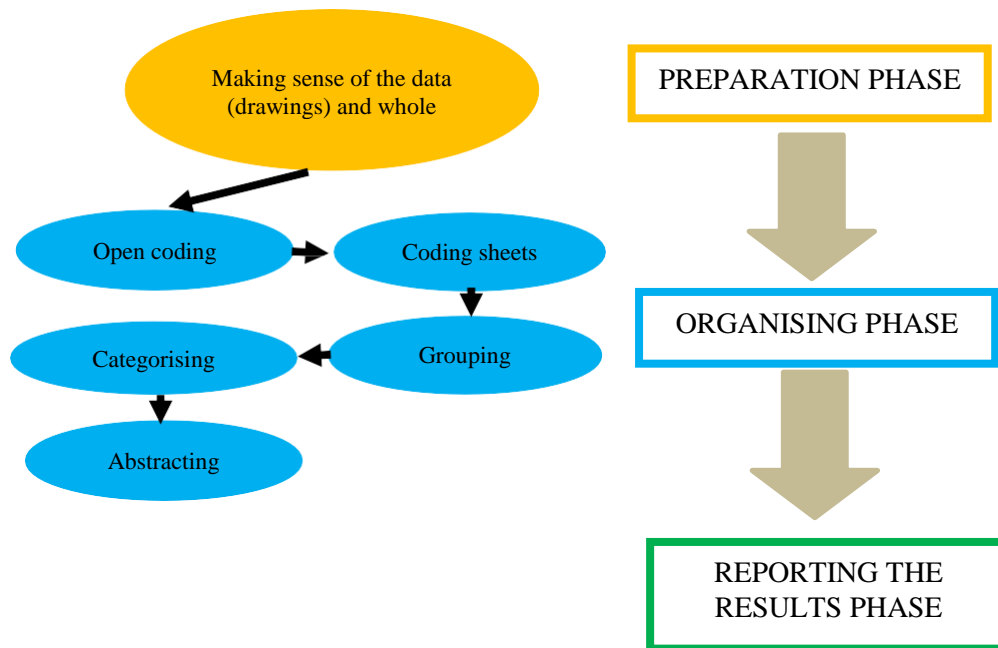 Making sense of the data
(drawings) and whole
PREPARATION PHASE
Open coding
Coding sheets
ORGANISING PHASE
Categorising
Grouping
Abstracting
REPORTING THE
RESULTS PHASE